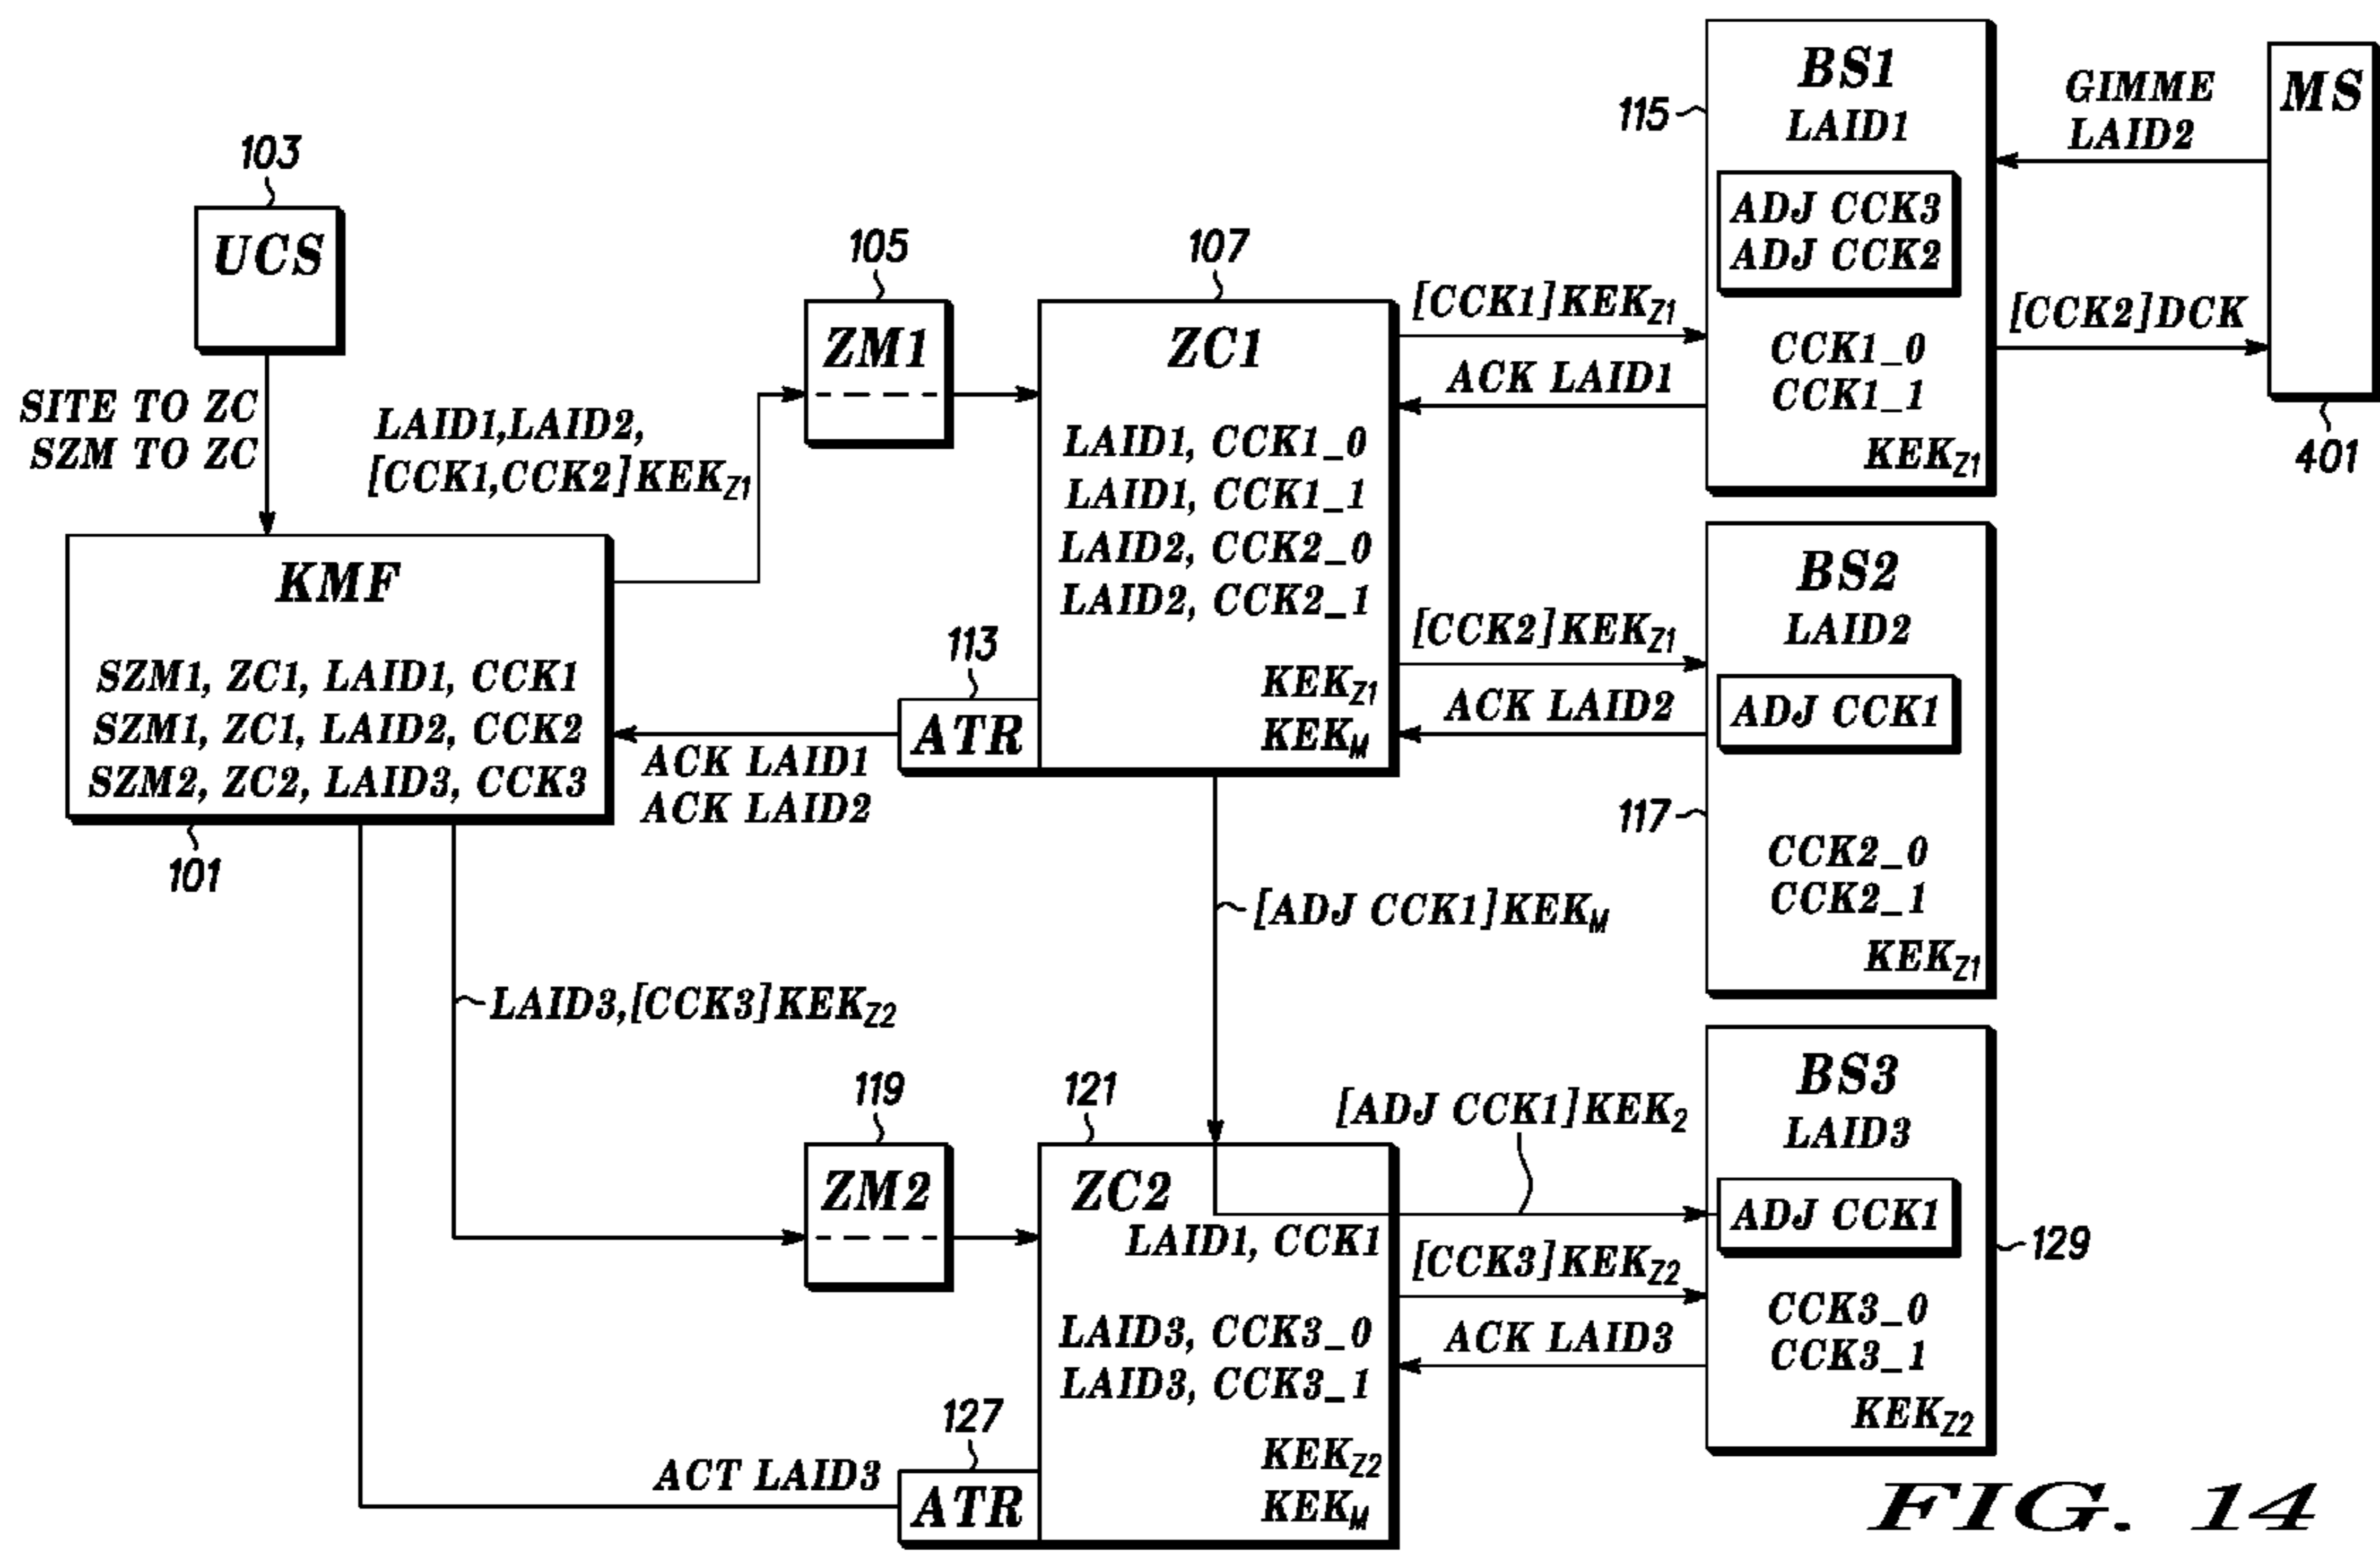 103
UCS
SITE TO ZC
SZM TO ZC
LAID1,LAID2,
[CCK1,CCK2]KEKZ1
KMF
SZM1, ZC1, LAID1, CCK1
SZM1, ZC1, LAID2, CCK2
SZM2, ZC2, LAID3, CCK3
101
105
ZM1
107
ZC1
LAID1, CCK1_0
LAID1, CCK1_1
LAID2, CCK2_0
LAID2, CCK2_1
KEKZ1
KEKM
113
ATR
ACK LAID1
ACK LAID2
[CCK1]KEKZ1
ACK LAID1
[CCK2]KEKZ1
ACK LAID2
115
BS1
LAID1
ADJ CCK3
ADJ CCK2
CCK1_0
CCK1_1
KEKZ1
GIMME
LAID2
[CCK2]DCK
MS
401
BS2
LAID2
ADJ CCK1
117
CCK2_0
CCK2_1
KEKZ1
[ADJ CCK1]KEKM
LAID3,[CCK3]KEKZ2
119
ZM2
121
ZC2
LAID1, CCK1
LAID3, CCK3_0
LAID3, CCK3_1
KEKZ2
KEKM
127
ATR
ACT LAID3
[ADJ CCK1]KEK2
[CCK3]KEKZ2
ACK LAID3
BS3
LAID3
ADJ CCK1
129
CCK3_0
CCK3_1
KEKZ2
FIG. 14